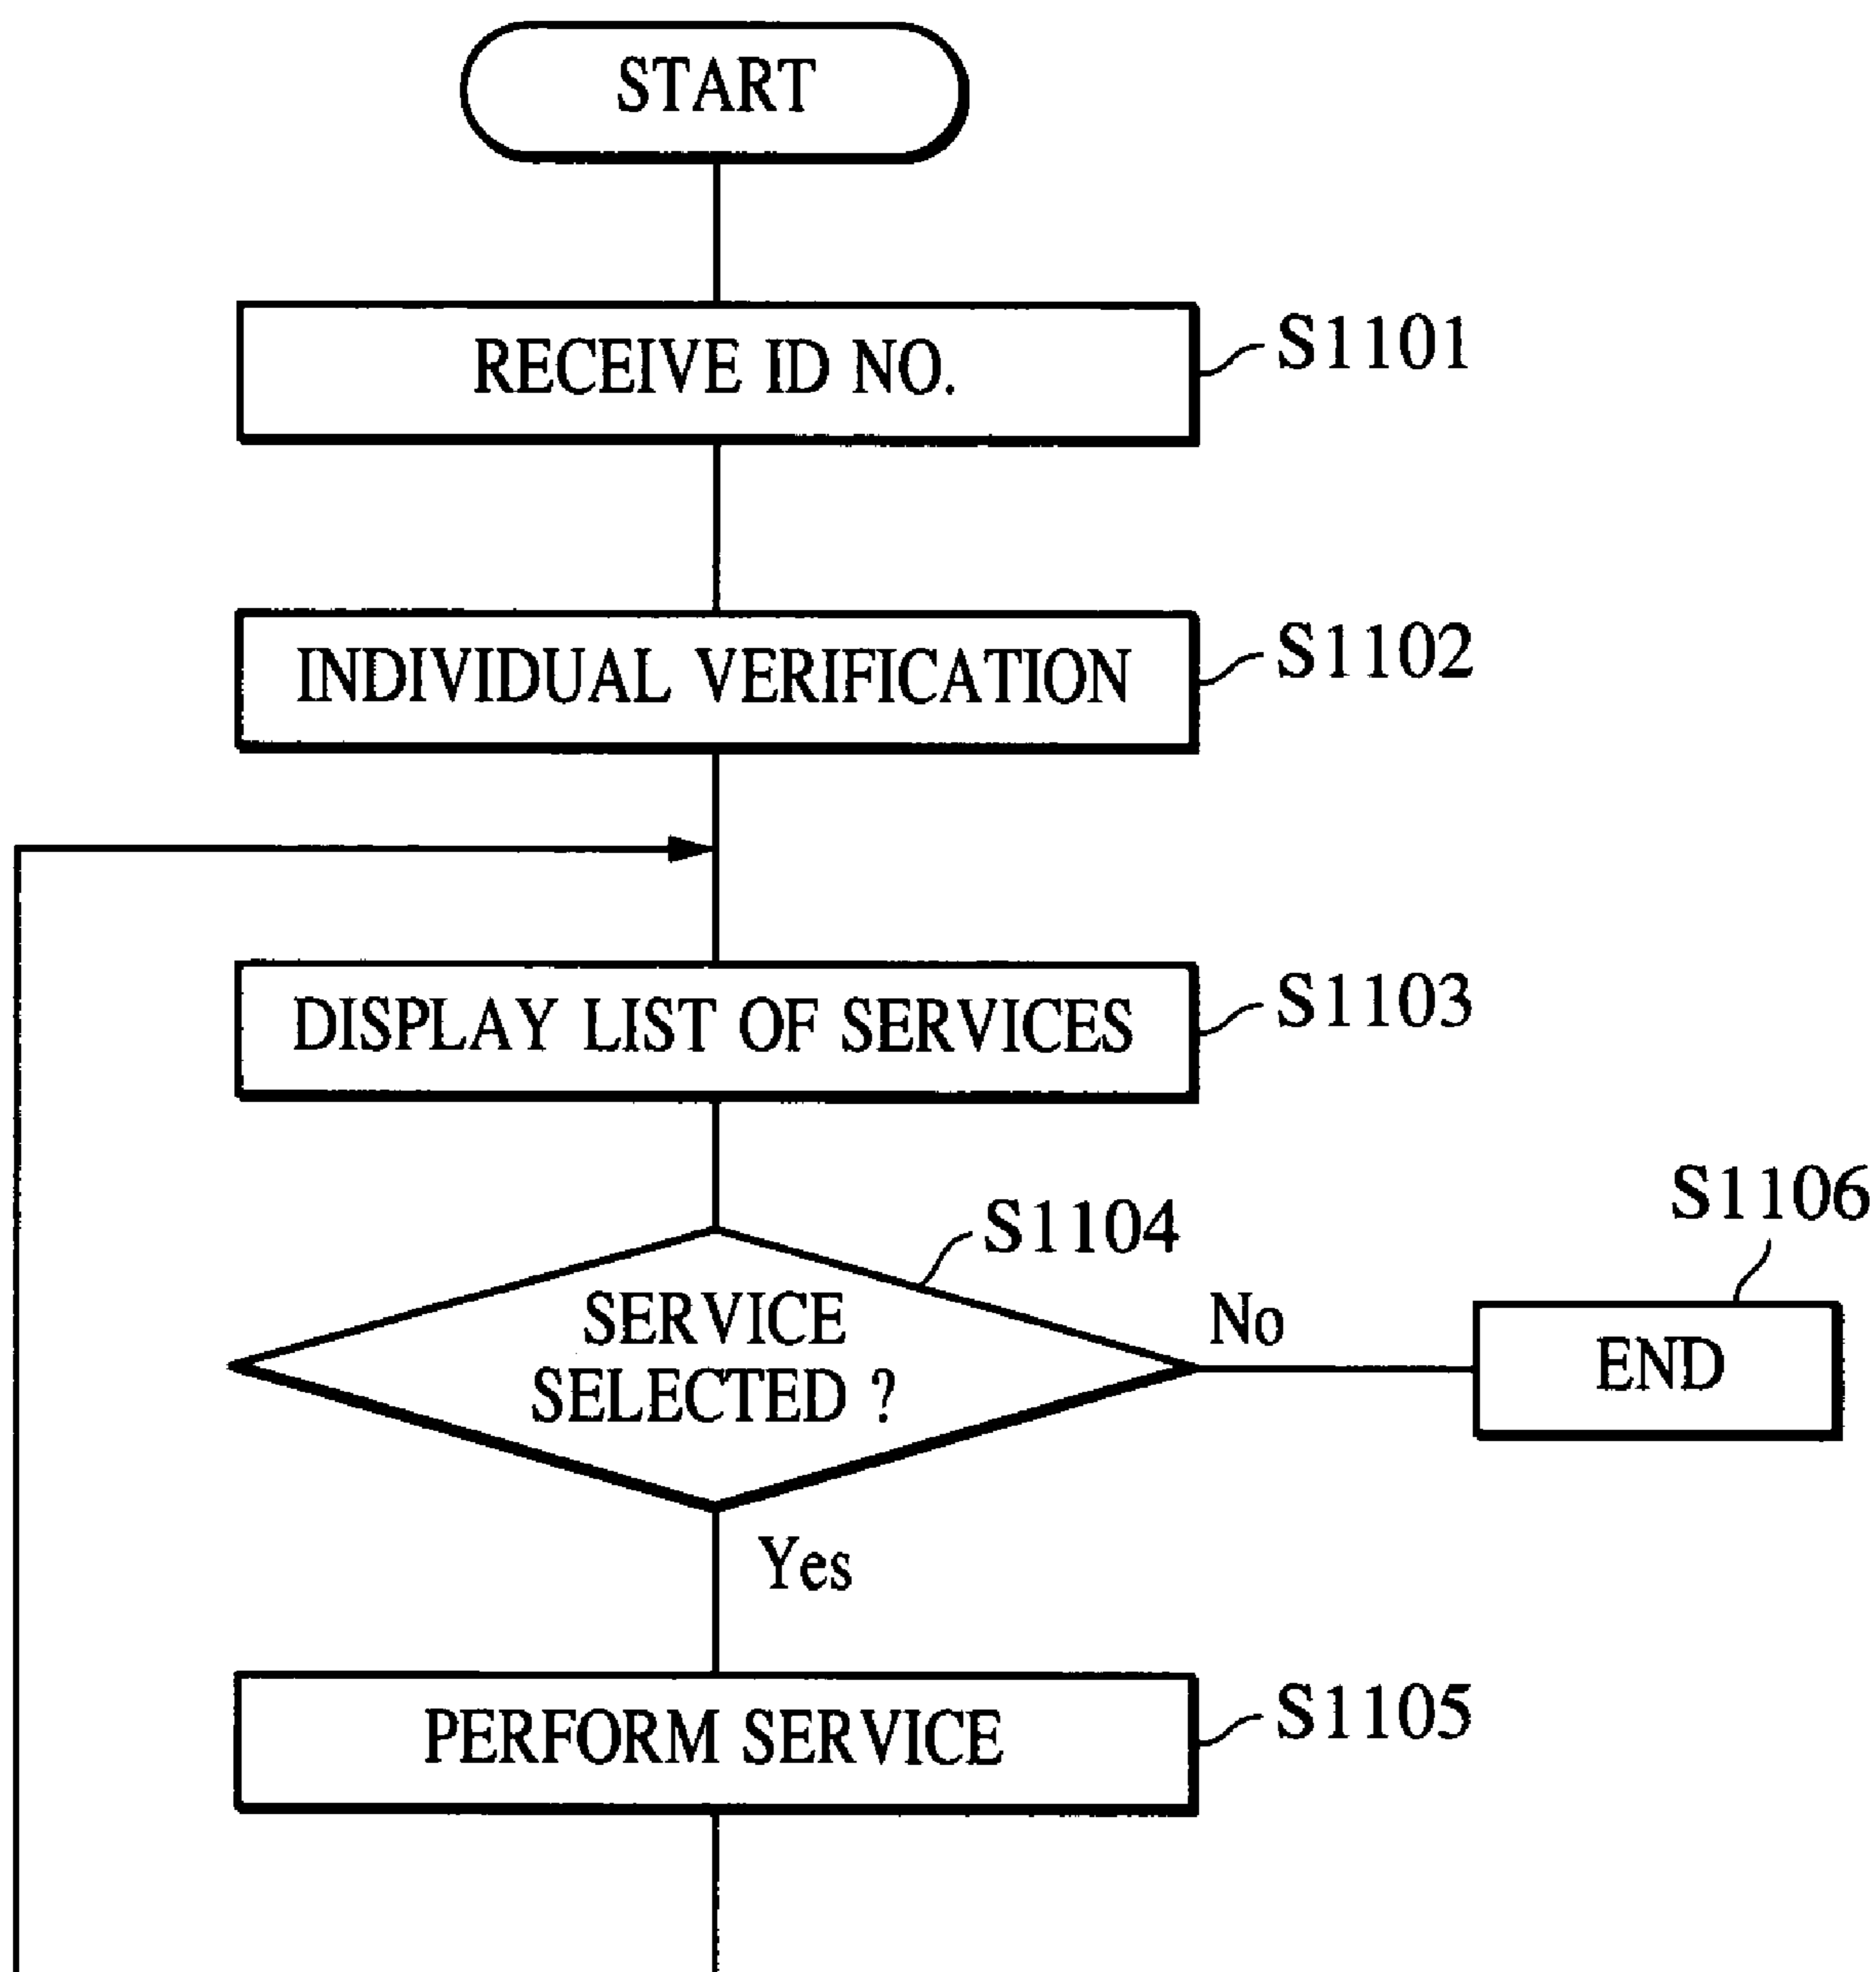 START
RECEIVE ID NO.
S1101
INDIVIDUAL VERIFICATION
S1102
DISPLAY LIST OF SERVICES
S1103
S1104
S1106
SERVICE
SELECTED ?
No
END
Yes
PERFORM SERVICE
S1105